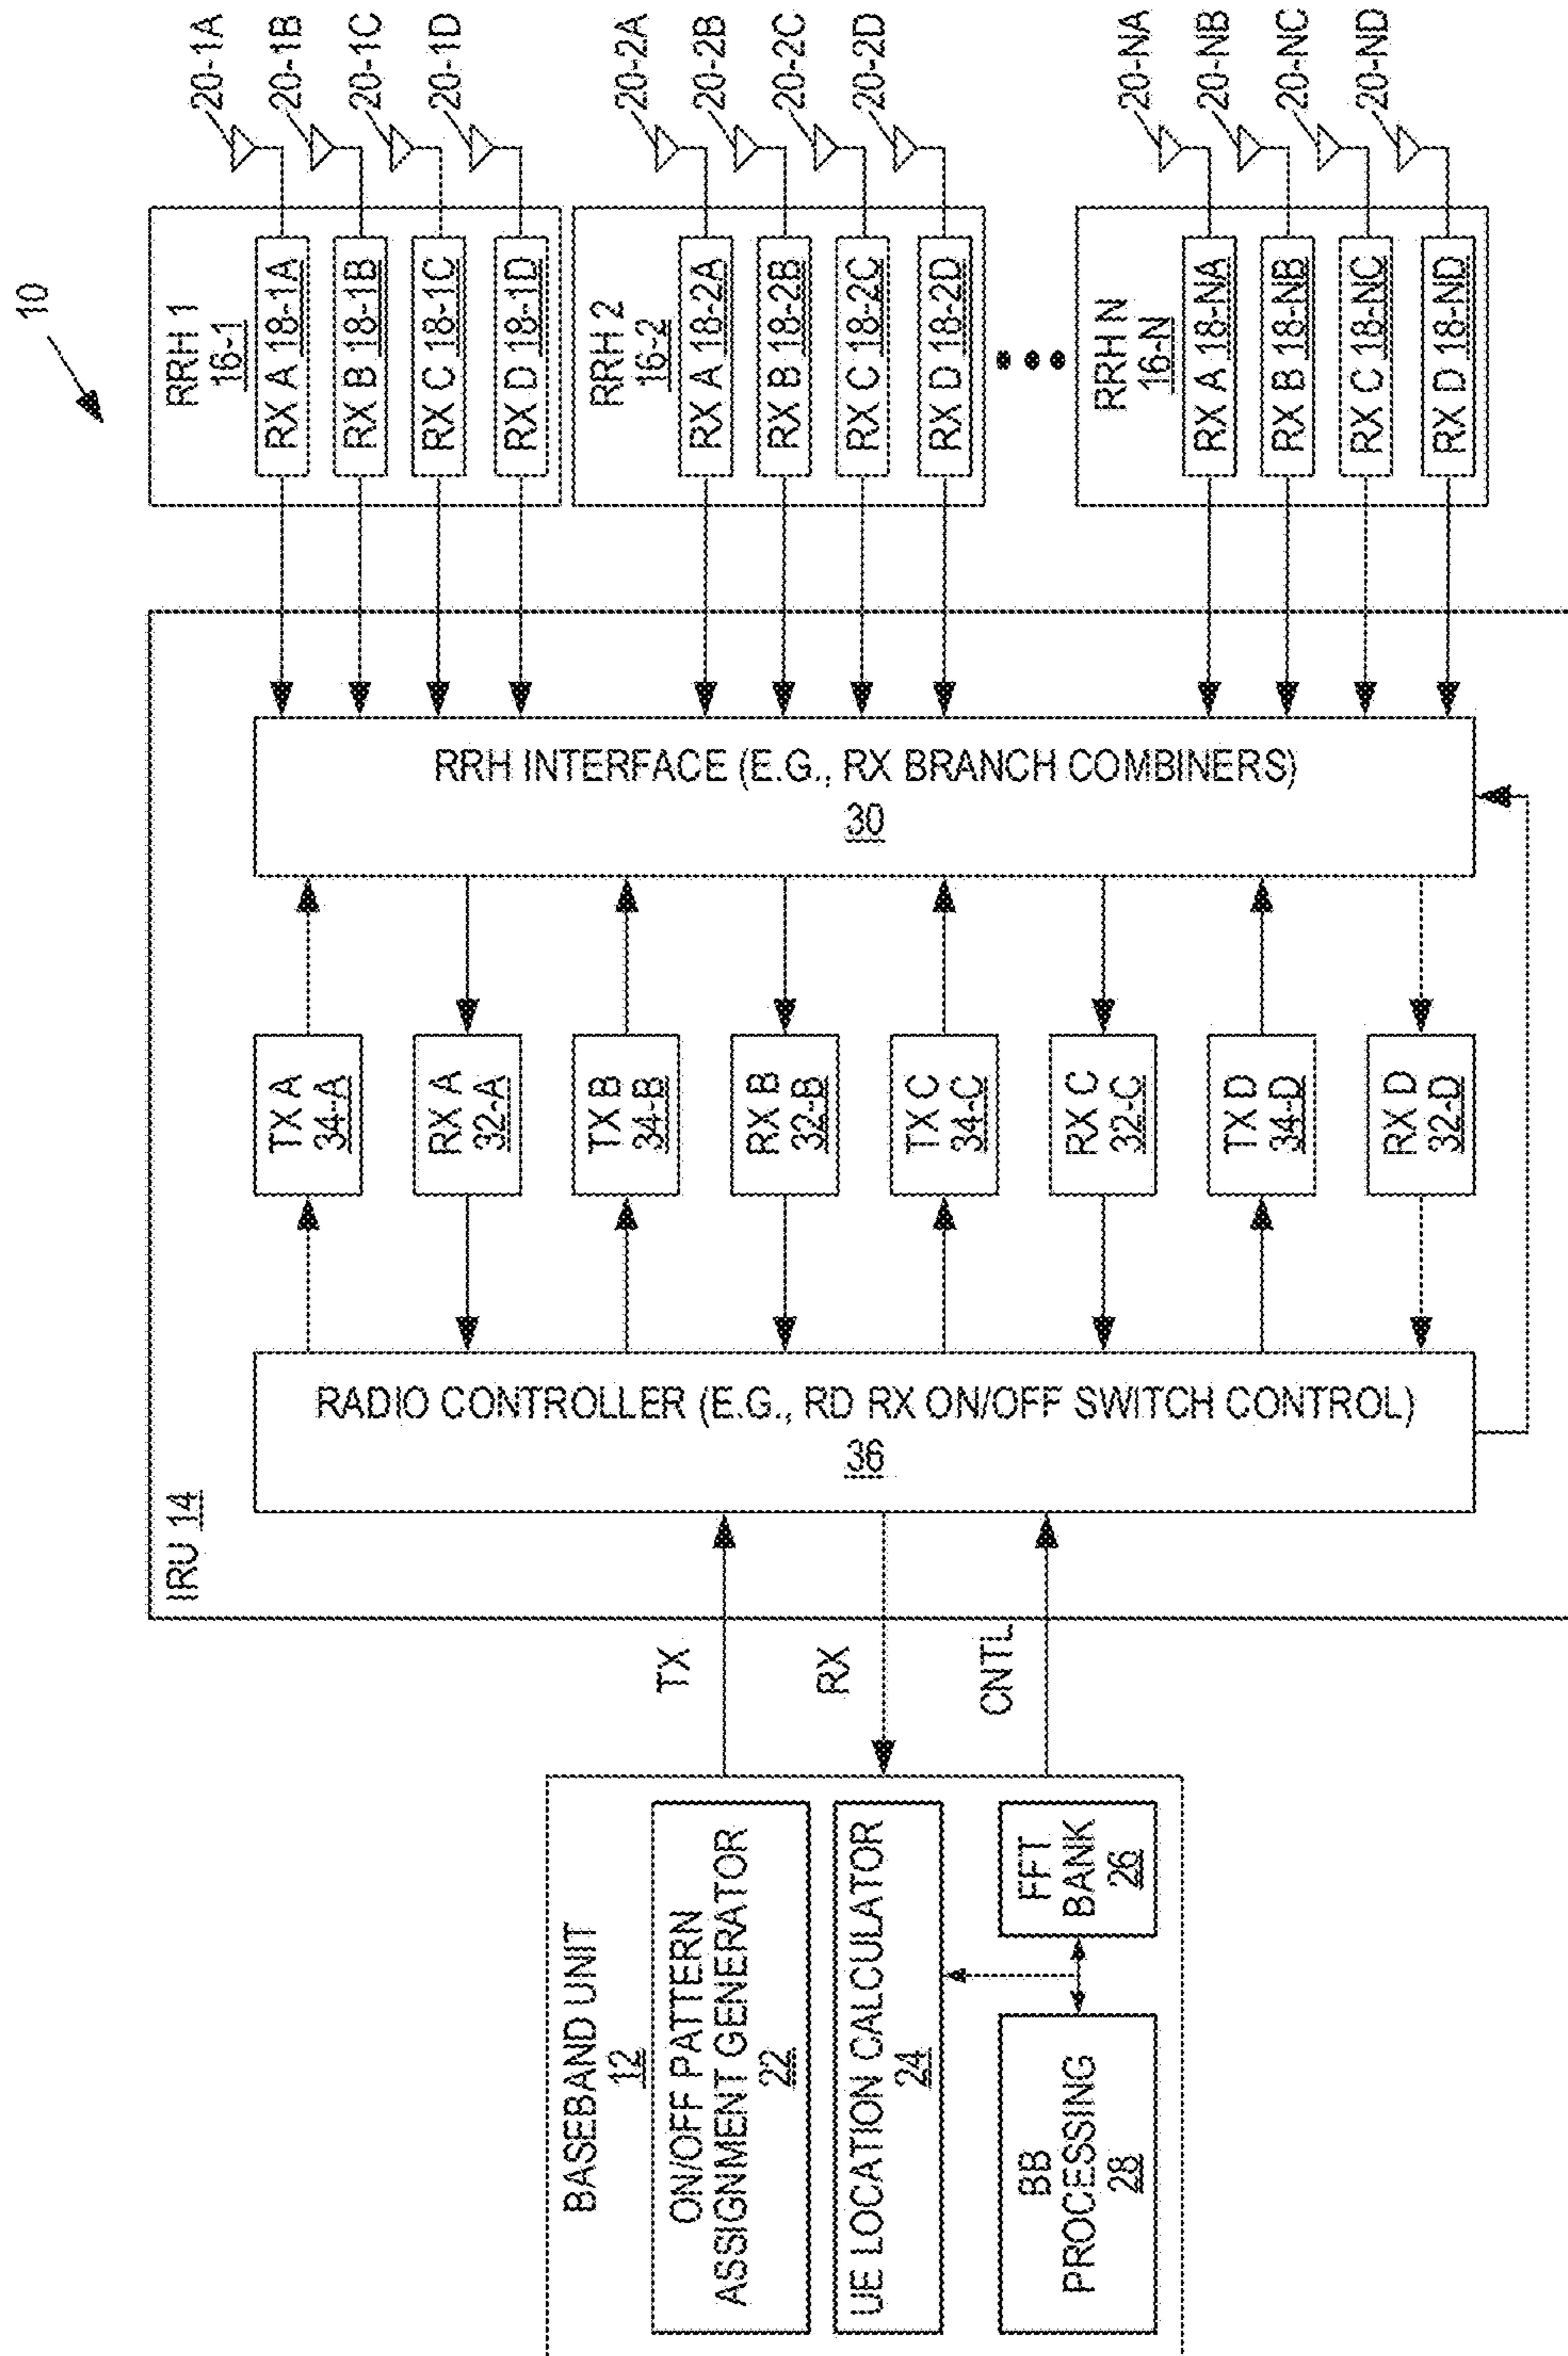 10
BASEBAND UNIT
12
ON/OFF PATTERN
ASSIGNMENT GENERATOR
22
UE LOCATION CALCULATOR
24
BB
PROCESSING
28
FFT
BANK
26
TX
RX
CNTL
IRU 14
RADIO CONTROLLER (E.G., RD RX ON/OFF SWITCH CONTROL)
36
TX A
34-A
RX A
32-A
TX B
34-B
RX B
32-B
TX C
34-C
RX C
32-C
TX D
34-D
RX D
32-D
RRH INTERFACE (E.G., RX BRANCH COMBINERS)
30
RRH 1
16-1
RX A 18-1A
RX B 18-1B
RX C 18-1C
RX D 18-1D
20-1A
20-1B
20-1C
20-1D
RRH 2
16-2
RX A 18-2A
RX B 18-2B
RX C 18-2C
RX D 18-2D
20-2A
20-2B
20-2C
20-2D
RRH N
16-N
RX A 18-NA
RX B 18-NB
RX C 18-NC
RX D 18-ND
20-NA
20-NB
20-NC
20-ND